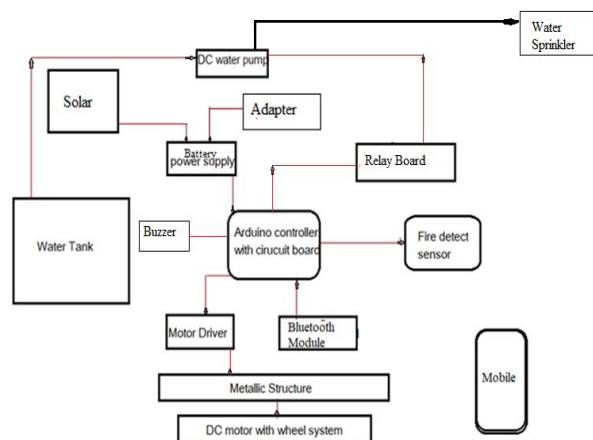 Water
Sprinkler
DC water pump
Solar
Adapter
Battery
power supply
Relay Board
Water Tank
Buzzer
Arduino controller
with cirucuit board
Fire detect
sensor
Motor Driver
Bluetooth
Module
Mobile
Metallic Structure
DC motor with wheel system